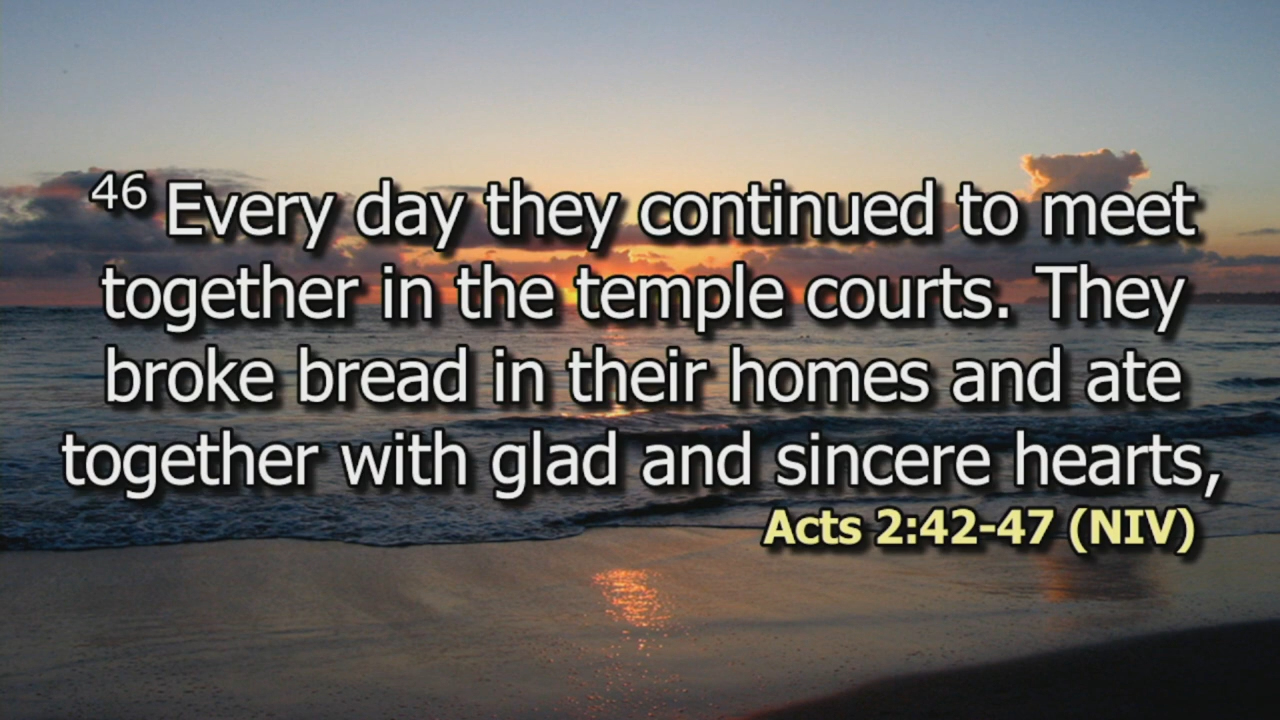 46 Every day they continued to meet
together in the temple courts. They
broke bread in their homes and ate
together with glad and sincere hearts,
Acts 2:42-47 (NIV)